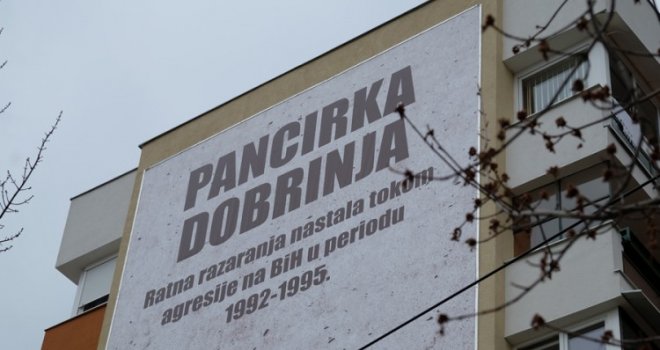 PANCIRKA
DOBRINJA
Ratna razaranja nastala tokom
agresije na BiH u periodu
1992-1995.